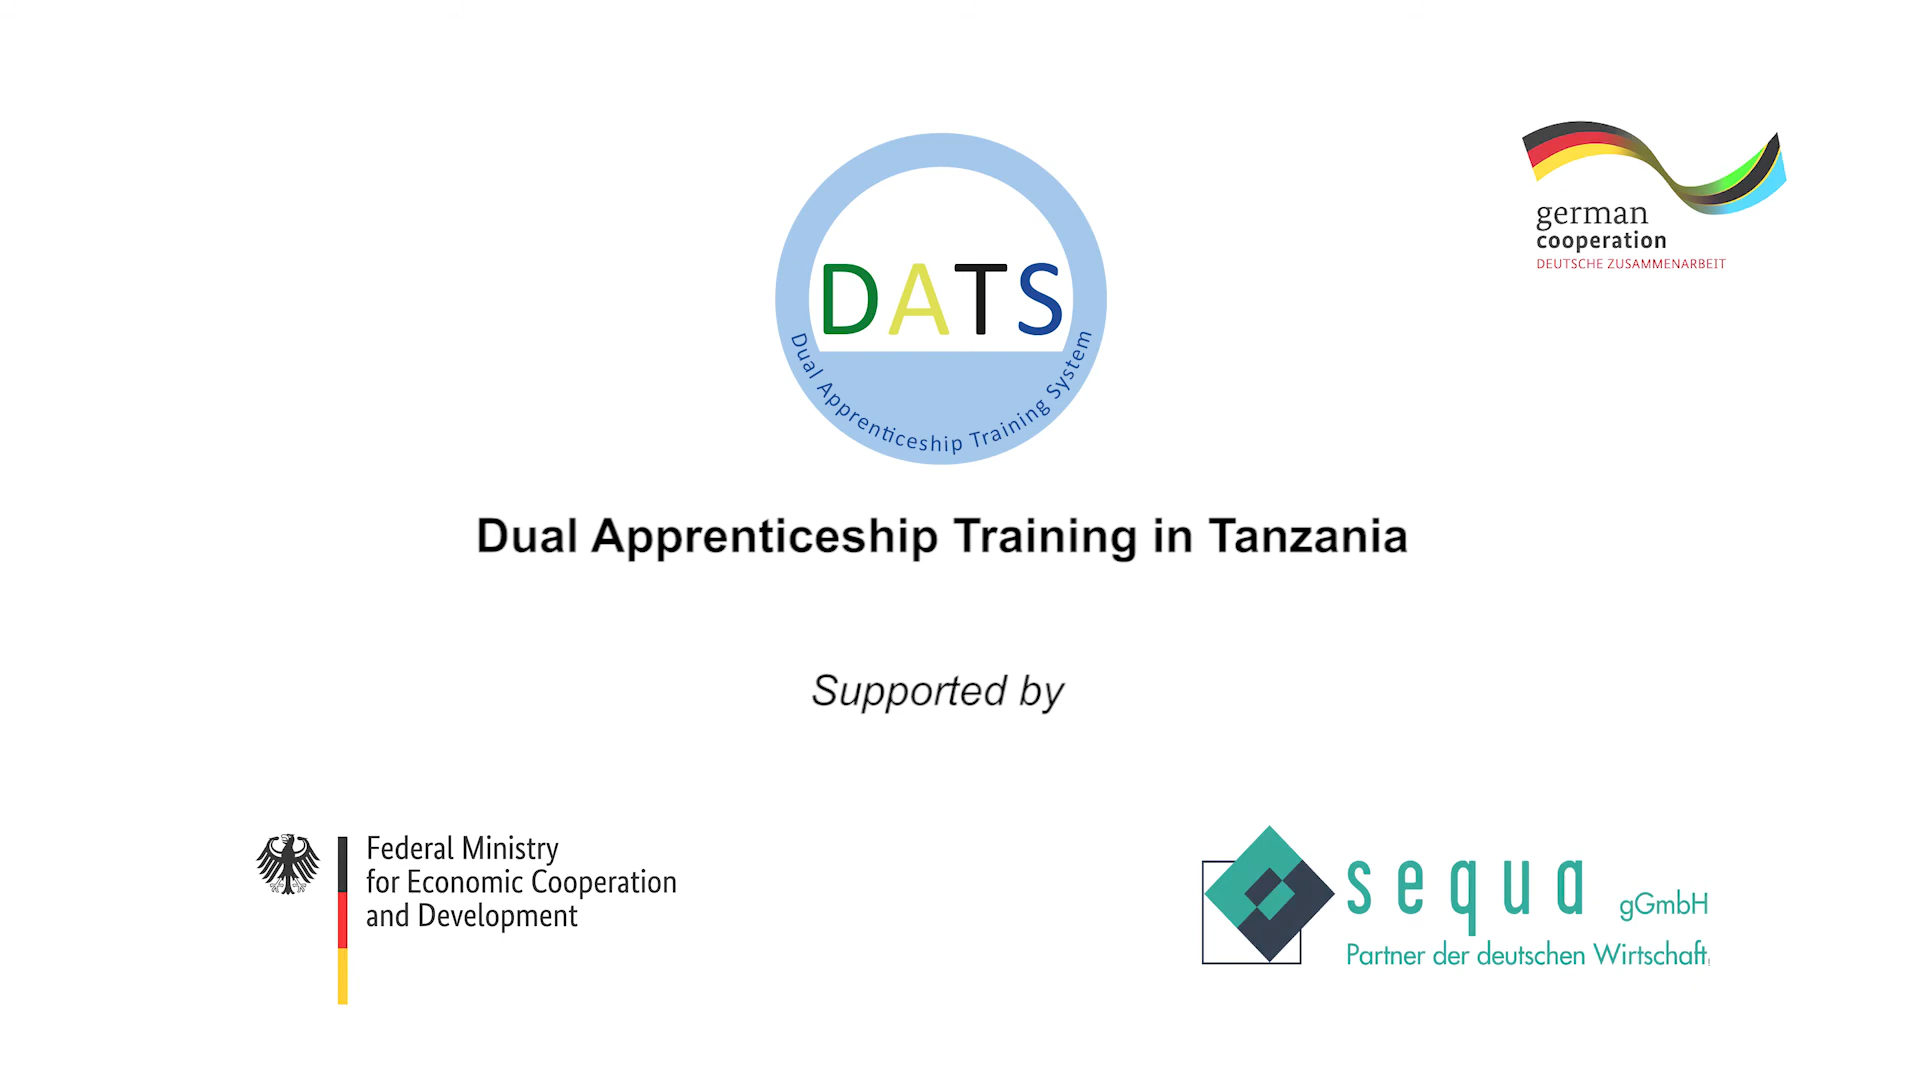 DATS
Dual Apprenticeship Training System
german
cooperation
DEUTSCHE ZUSAMMENARBEIT
Dual Apprenticeship Training in Tanzania
Supported by
Federal Ministry
for Economic Cooperation
and Development
sequa gGmbH
Partner der deutschen Wirtschaft